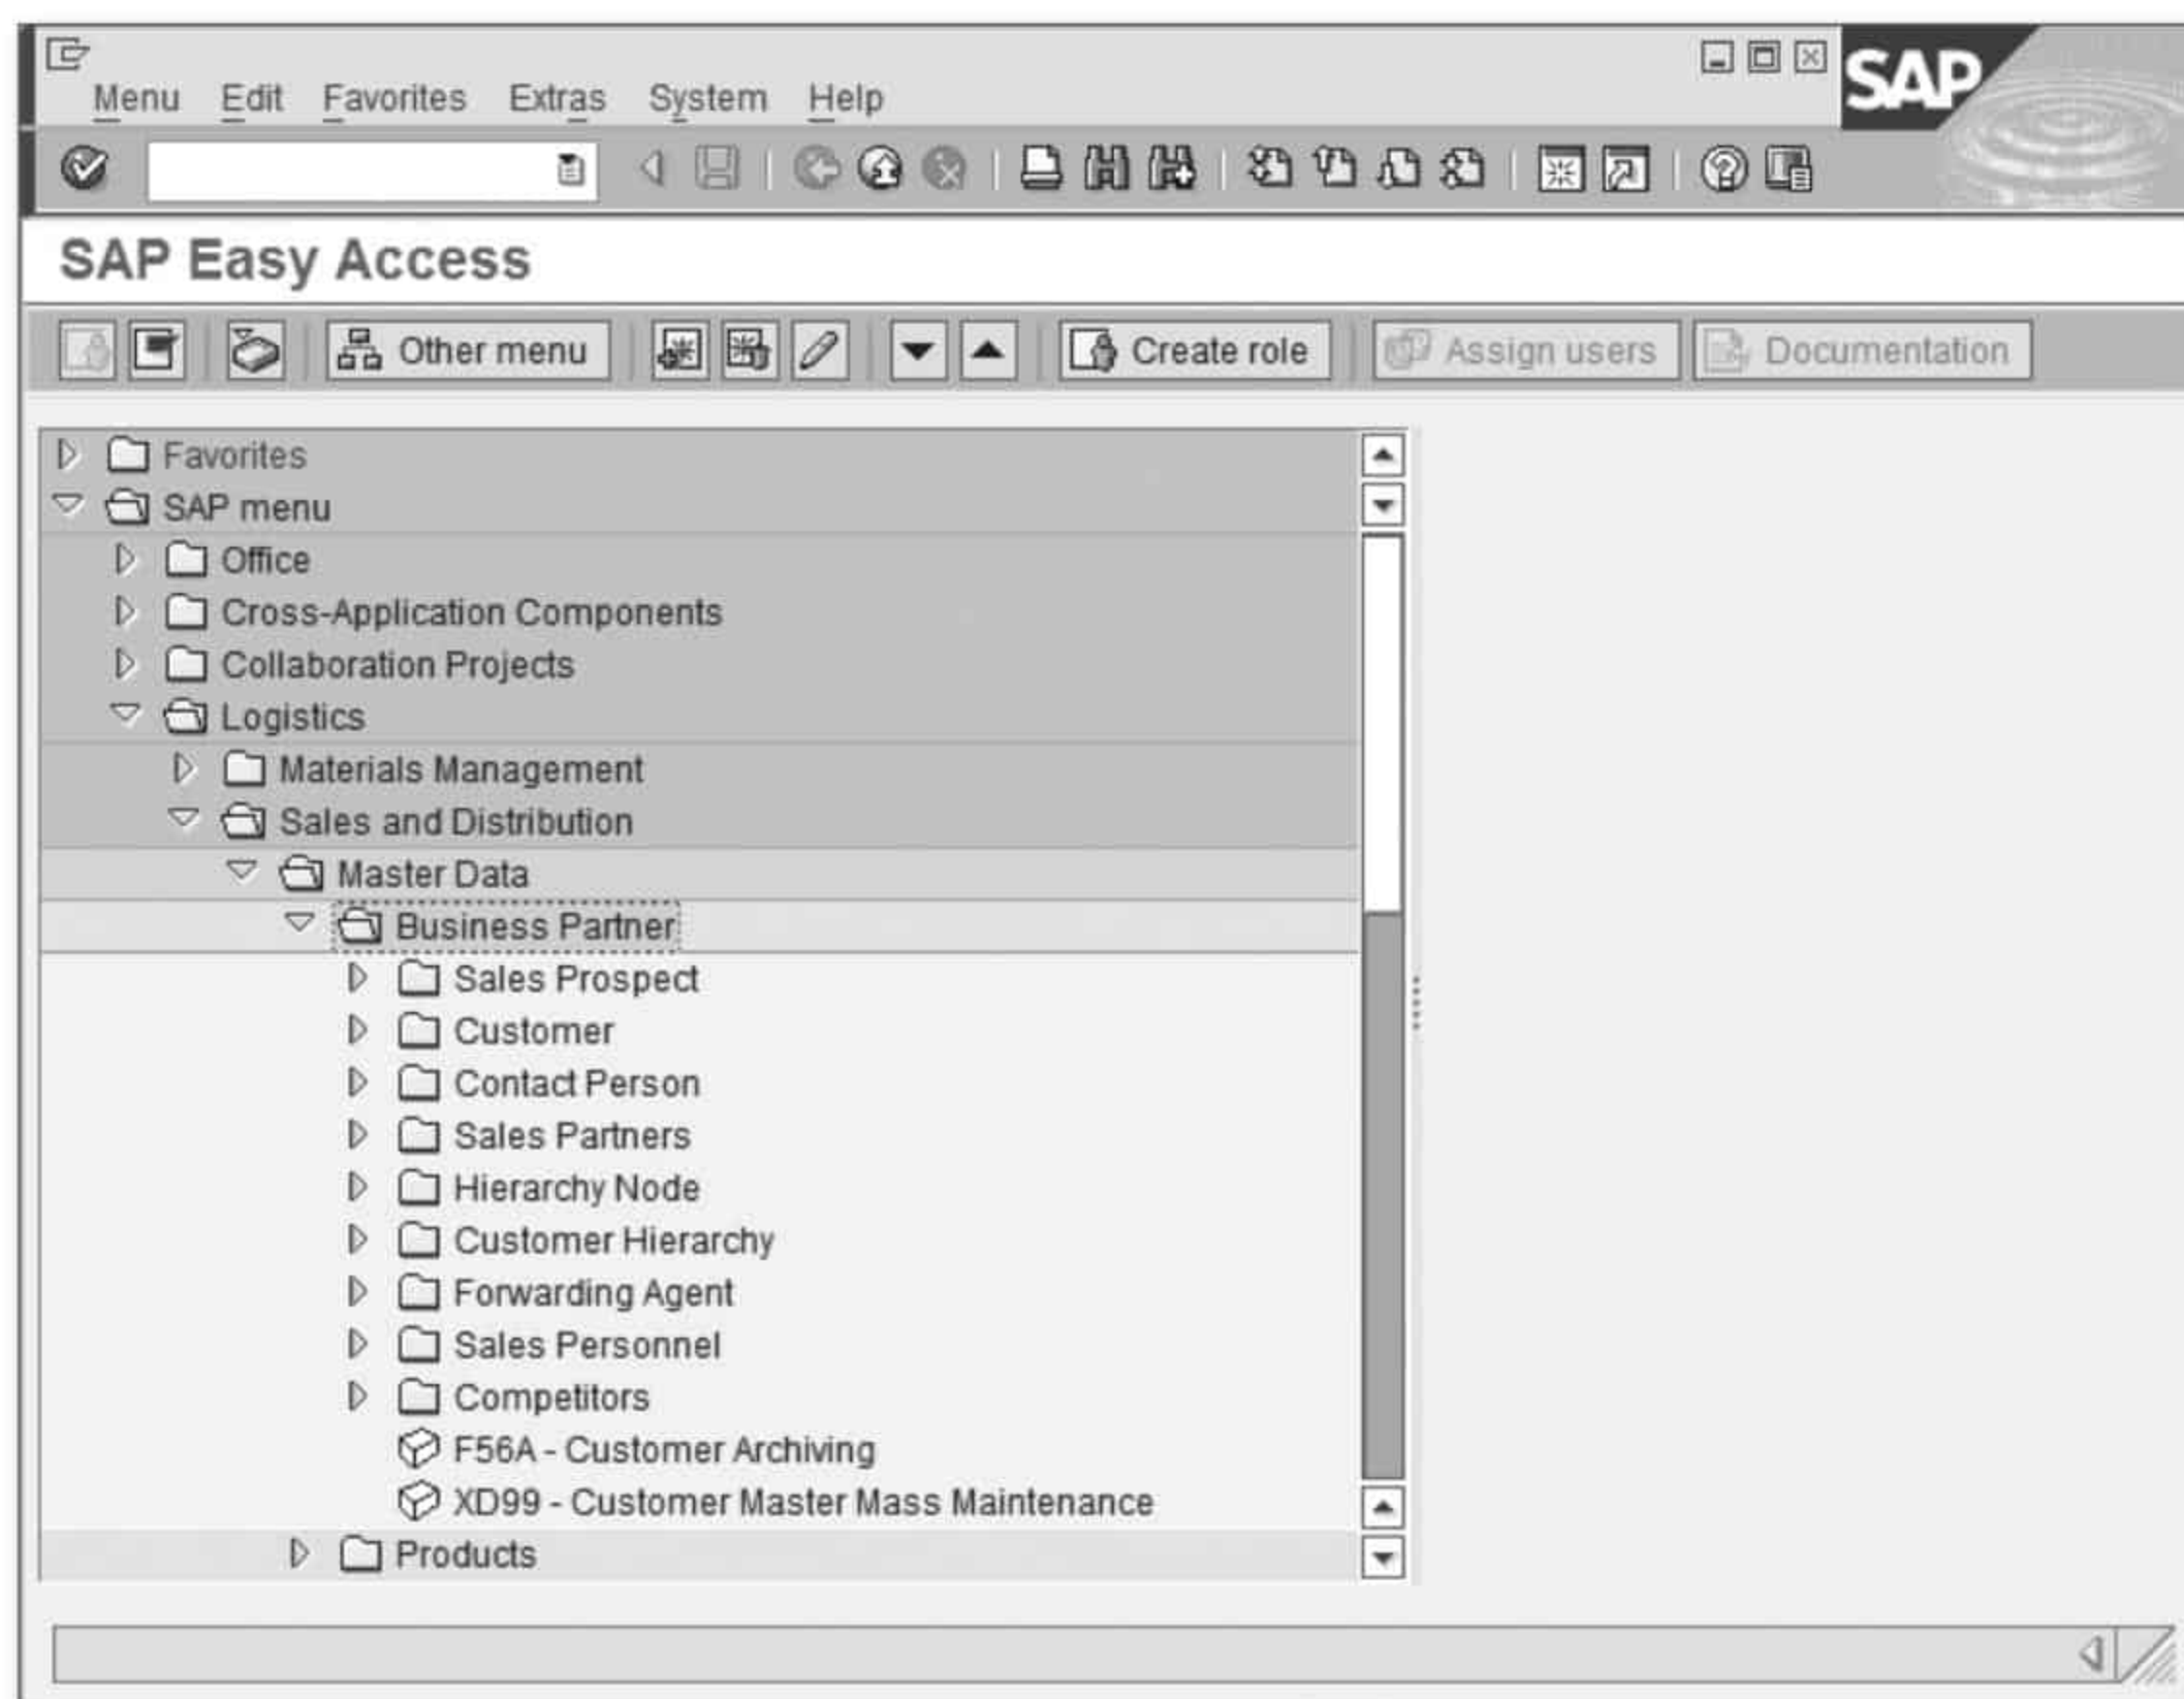 Menu Edit Favorites Extras System Help
SAP
SAP Easy Access
Other menu Create role Assign users Documentation
Favorites
SAP menu
Office
Cross-Application Components
Collaboration Projects
Logistics
Materials Management
Sales and Distribution
Master Data
Business Partner
Sales Prospect
Customer
Contact Person
Sales Partners
Hierarchy Node
Customer Hierarchy
Forwarding Agent
Sales Personnel
Competitors
F56A - Customer Archiving
XD99 - Customer Master Mass Maintenance
Products